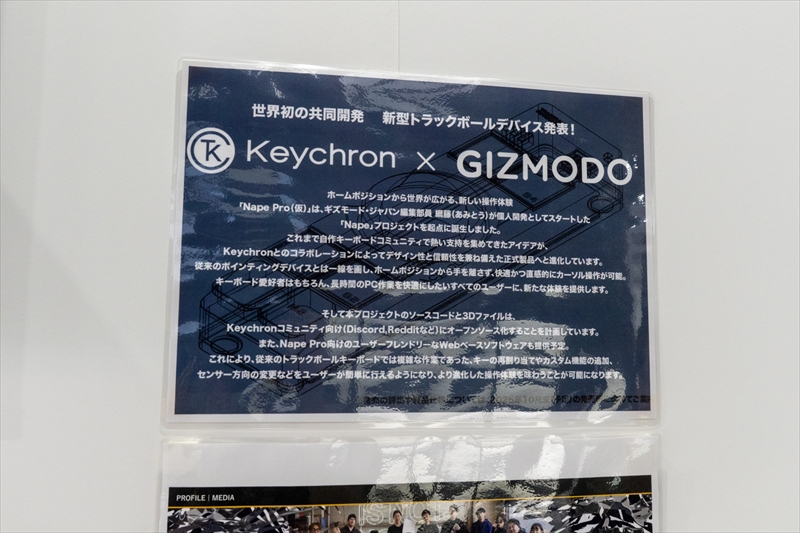 世界初の共同開発　新型トラックボールデバイス発表！
Keychron × GIZMODO
ホームポジションから世界が広がる、新しい操作体験
「Nape Pro（仮）」は、ギズモード・ジャパン編集部員 綱藤（あみとう）が個人開発としてスタートした
「Nape」プロジェクトを起点に誕生しました。
これまで自作キーボードコミュニティで熱い支持を集めてきたアイデアが、
Keychronとのコラボレーションによってデザイン性と信頼性を兼ね備えた正式製品へと進化しています。
従来のポインティングデバイスとは一線を画し、ホームポジションから手を離さず、快適かつ直感的にカーソル操作が可能。
キーボード愛好者はもちろん、長時間のPC作業を快適にしたいすべてのユーザーに、新たな体験を提供します。
そして本プロジェクトのソースコードと3Dファイルは、
Keychronコミュニティ向け（Discord,Redditなど）にオープンソース化することを計画しています。
また、Nape Pro向けのユーザーフレンドリーなWebベースソフトウェアも提供予定。
これにより、従来のトラックボールキーボードでは複雑な作業であった、キーの再割り当てやカスタム機能の追加、
センサー方向の変更などをユーザーが簡単に行えるようになり、より進化した操作体験を味わうことが可能になります。
については、2025年10月
PROFILE | MEDIA